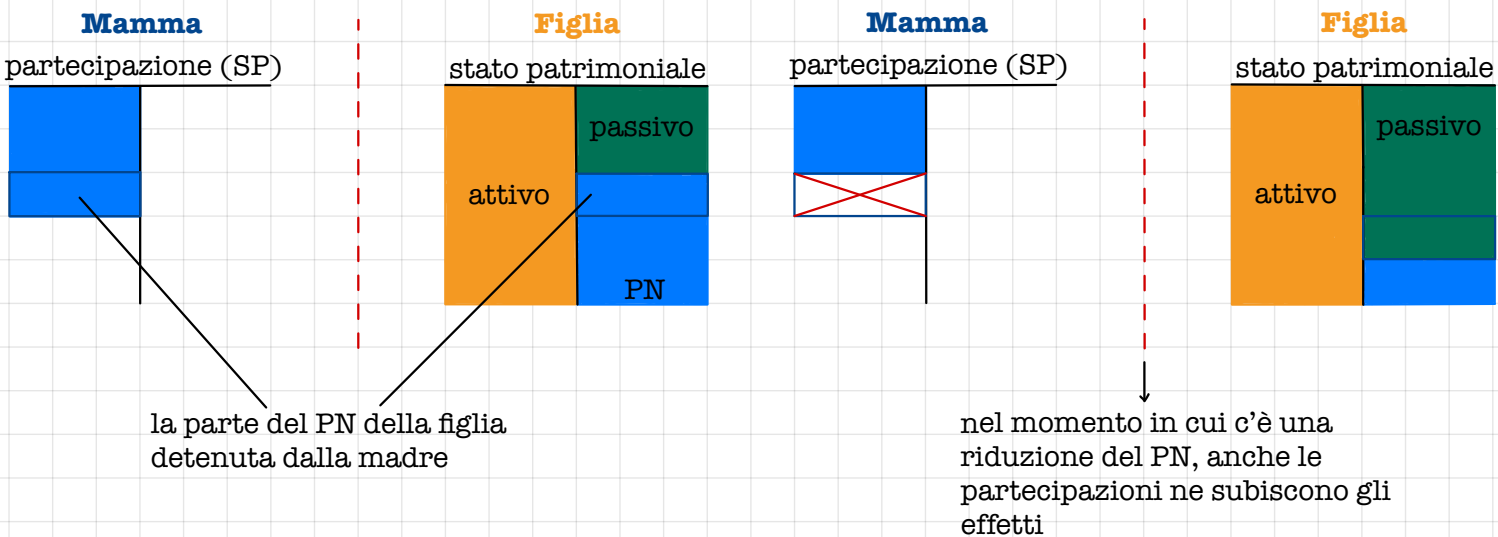 Mamma
Figlia
partecipazione (SP)
stato patrimoniale
passivo
attivo
PN
la parte del PN della figlia
detenuta dalla madre
Mamma
Figlia
partecipazione (SP)
stato patrimoniale
passivo
attivo
nel momento in cui c’è una
riduzione del PN, anche le
partecipazioni ne subiscono gli
effetti